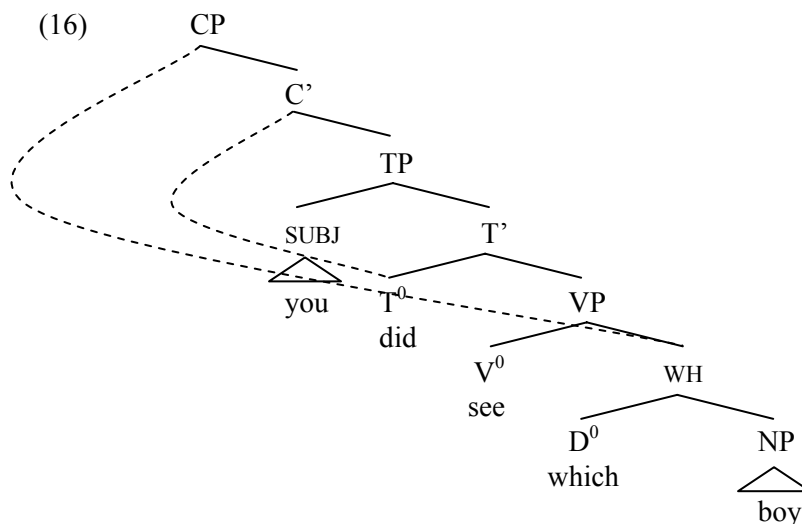 (16) CP
C’
TP
SUBJ T’
you T⁰ VP
did
V⁰ WH
see
D⁰ NP
which
boy